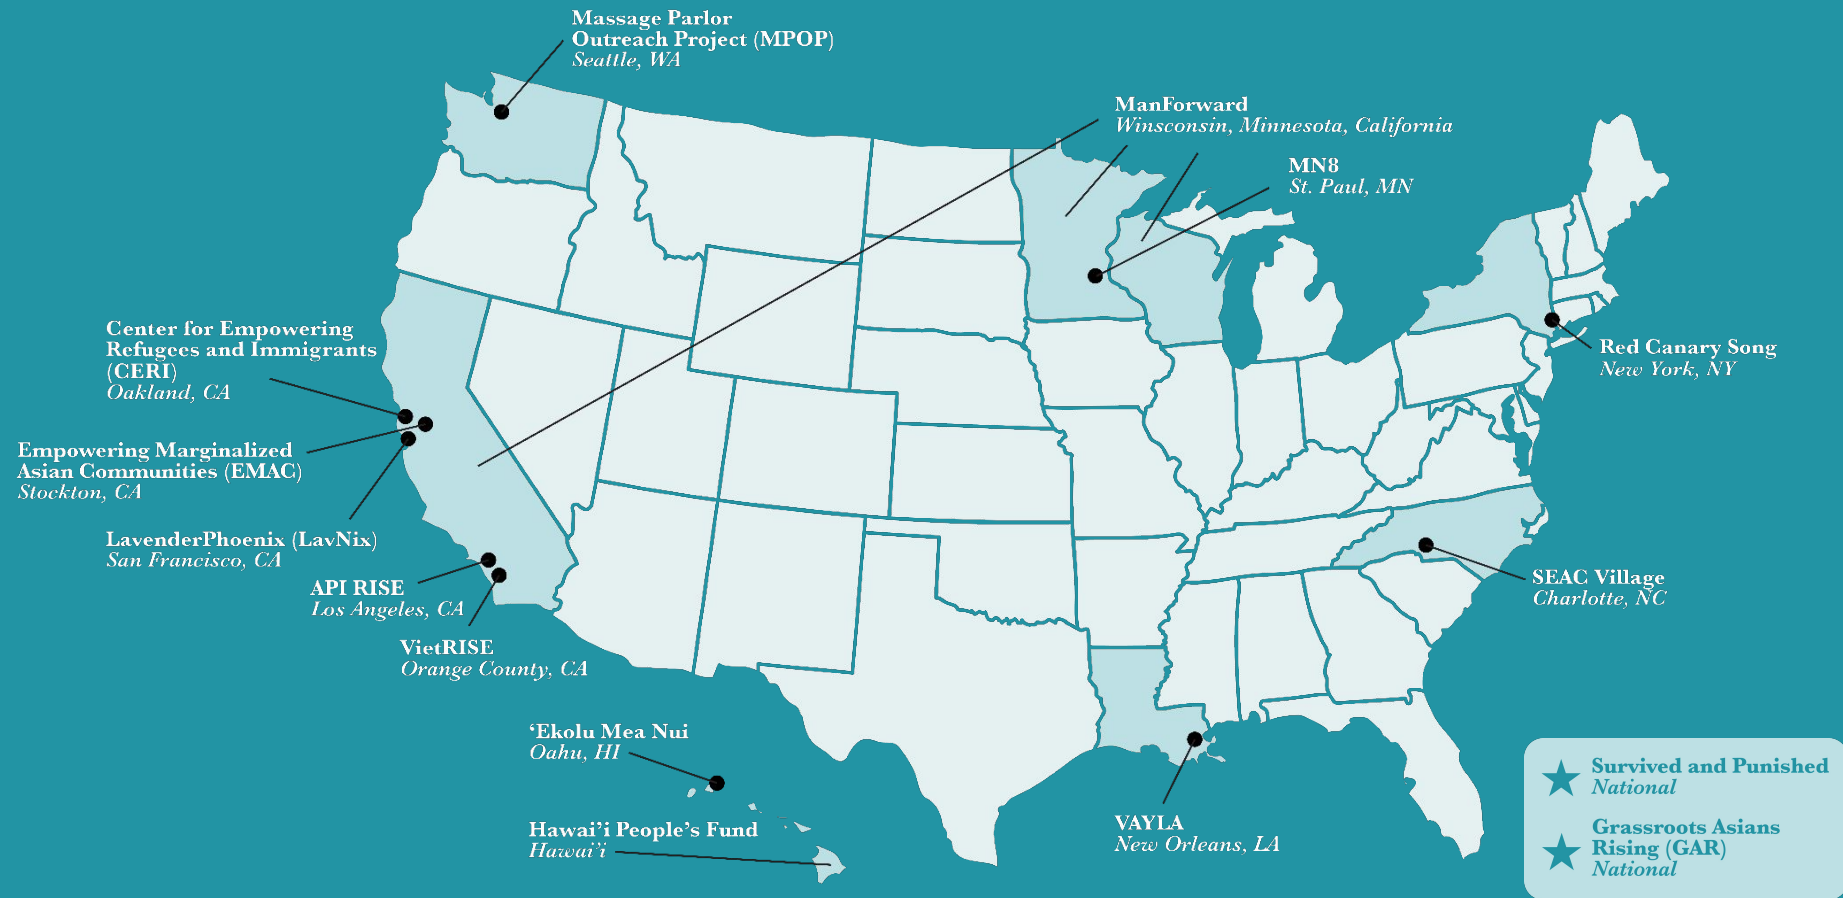 Massage Parlor
Outreach Project (MPOP)
Seattle, WA
ManForward
Winsconsin, Minnesota, California
MN8
St. Paul, MN
Center for Empowering
Refugees and Immigrants
(CERI)
Oakland, CA
Red Canary Song
New York, NY
Empowering Marginalized
Asian Communities (EMAC)
Stockton, CA
LavenderPhoenix (LavNix)
San Francisco, CA
API RISE
Los Angeles, CA
SEAC Village
Charlotte, NC
VietRISE
Orange County, CA
‘Ekolu Mea Nui
Oahu, HI
Hawai’i People’s Fund
Hawai’i
VAYLA
New Orleans, LA
Survived and Punished
National
Grassroots Asians
Rising (GAR)
National